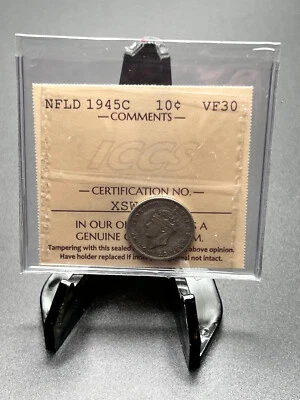 NFLD 1945C 10¢ VF30
—COMMENTS—
ICCS
—CERTIFICATION NO.—
XSW
IN OUR A
GENUINE
Tampering with this sealed above opinion
Have holder replaced if not intact.